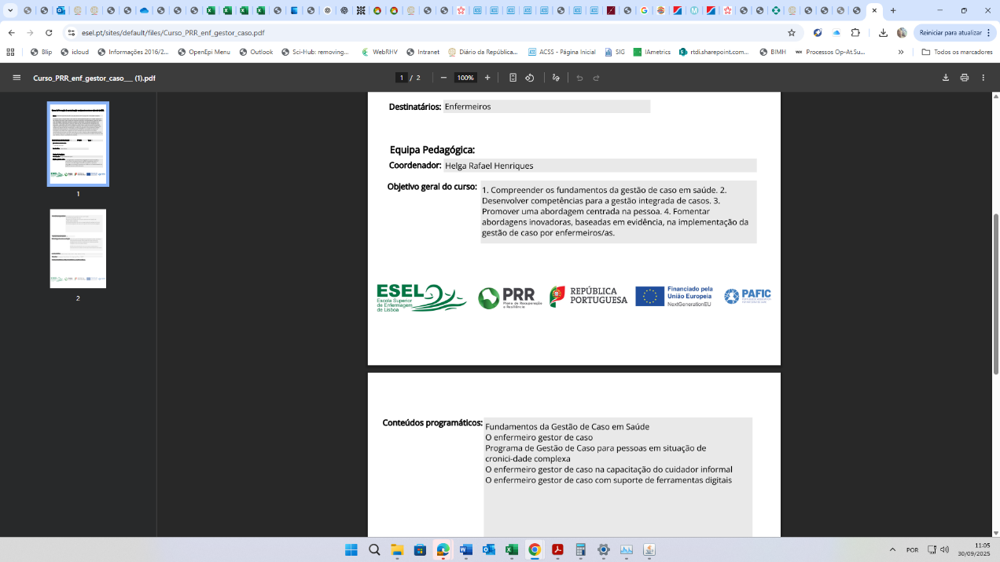 esel.pt/sites/default/files/Curso_PRR_enf_gestor_caso.pdf
Reiniciar para atualizar
Blip
icloud
Informações 2016/2...
OpenEpi Menu
Outlook
Sci-Hub: removing...
WebRHV
Intranet
Diário da Repúblic...
ACSS - Página Inicial
SIG
IAmetrics
rtdi.sharepoint.com...
BIMH
Processos Op-At.Su...
Todos os marcadores
Curso_PRR_enf_gestor_caso___ (1).pdf
1 / 2
100%
1
2
Destinatários: Enfermeiros
Equipa Pedagógica:
Coordenador: Helga Rafael Henriques
Objetivo geral do curso: 1. Compreender os fundamentos da gestão de caso em saúde. 2.
Desenvolver competências para a gestão integrada de casos. 3.
Promover uma abordagem centrada na pessoa. 4. Fomentar
abordagens inovadoras, baseadas em evidência, na implementação da
gestão de caso por enfermeiros/as.
ESEL
Escola Superior
de Enfermagem
de Lisboa
PRR
Plano de Recuperação
e Resiliência
REPÚBLICA
PORTUGUESA
Financiado pela
União Europeia
NextGenerationEU
PAFIC
Conteúdos programáticos: Fundamentos da Gestão de Caso em Saúde
O enfermeiro gestor de caso
Programa de Gestão de Caso para pessoas em situação de
cronici-dade complexa
O enfermeiro gestor de caso na capacitação do cuidador informal
O enfermeiro gestor de caso com suporte de ferramentas digitais
POR
11:05
30/09/2025